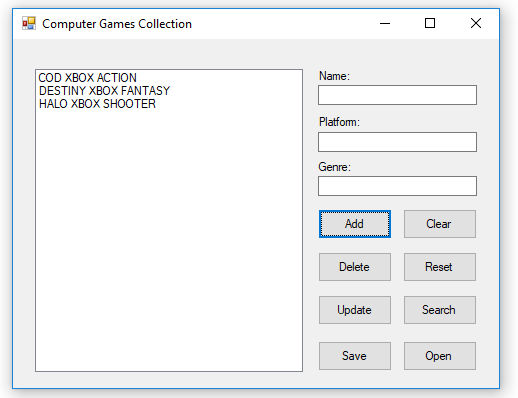 Computer Games Collection
COD XBOX ACTION
DESTINY XBOX FANTASY
HALO XBOX SHOOTER
Name:
Platform:
Genre:
Add Clear
Delete Reset
Update Search
Save Open